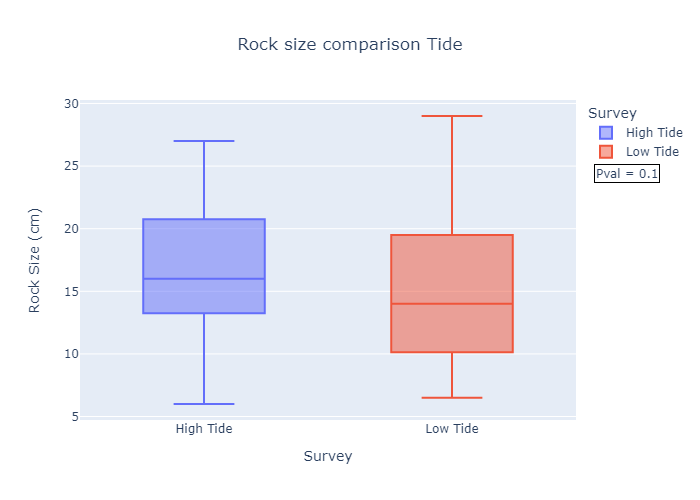 Rock size comparison Tide
30
25
20
15
10
5
Rock Size (cm)
High Tide
Low Tide
Survey
Survey
High Tide
Low Tide
Pval = 0.1